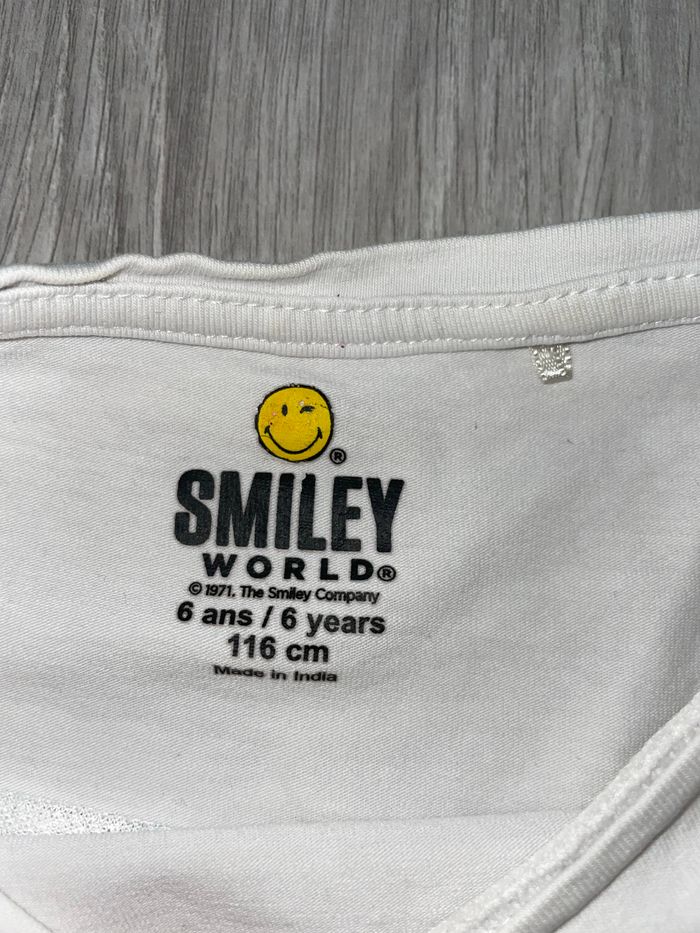 ®
SMILEY
WORLD®
© 1971, The Smiley Company
6 ans / 6 years
116 cm
Made in India